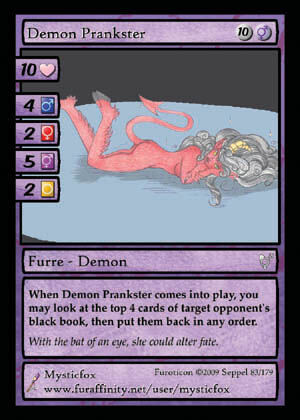 Demon Prankster 10
10
4
2
5
2
Furre - Demon
When Demon Prankster comes into play, you
may look at the top 4 cards of target opponent's
black book, then put them back in any order.
With the bat of an eye, she could alter fate.
Mysticfox Furoticon ©2009 Seppel 83/179
www.furaffinity.net/user/mysticfox